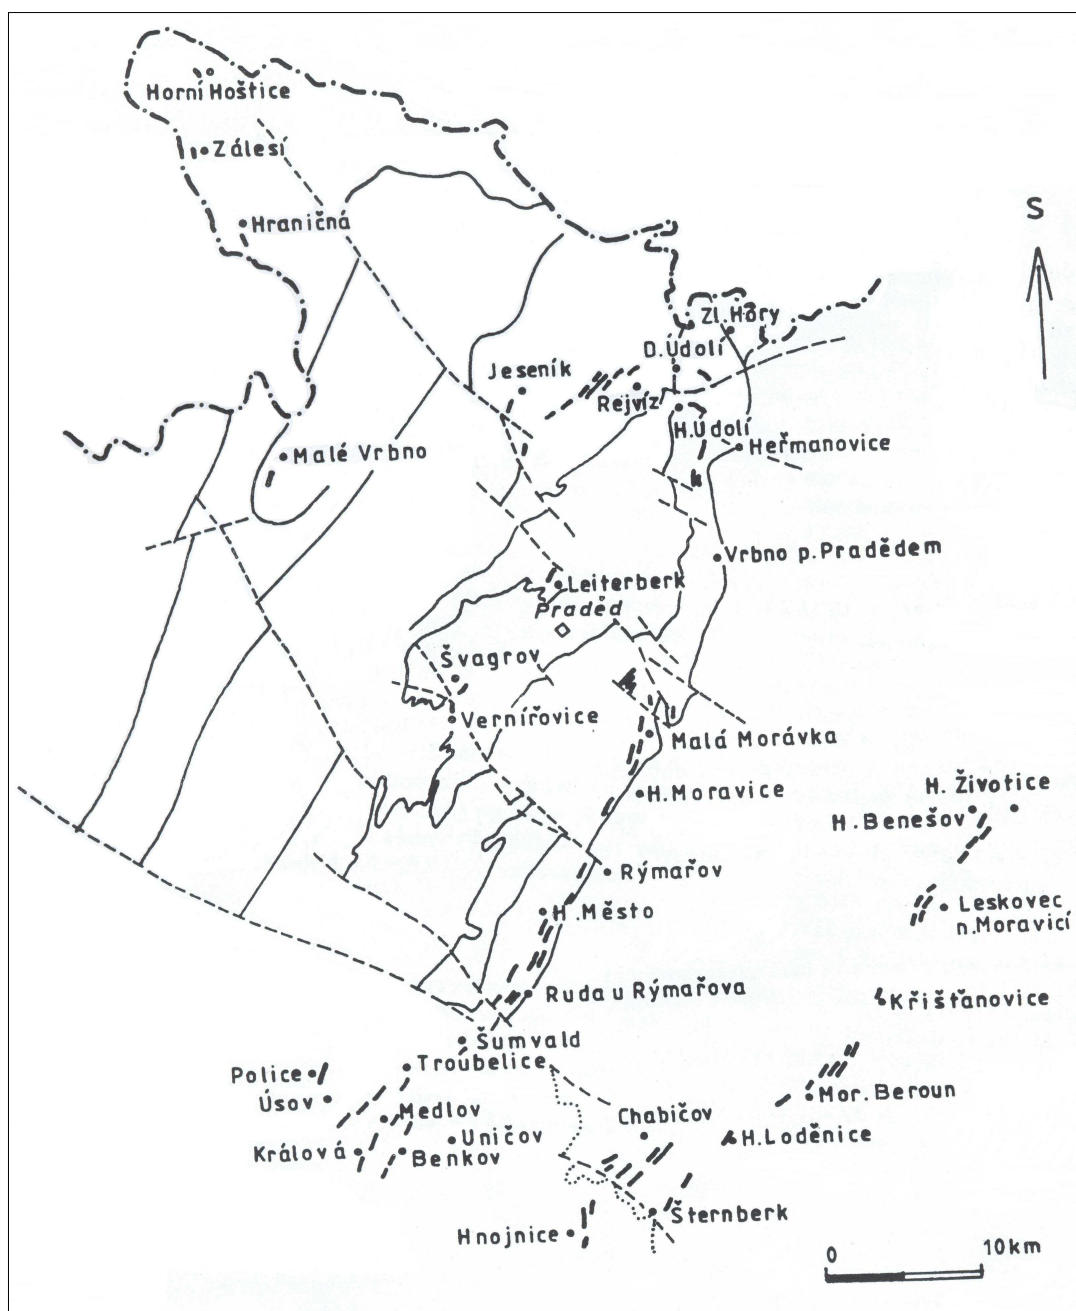 Horní Hoštice
Zálesí
S
Hraničná
Zl. Hory
D. Údolí
Jeseník
Rejvíz
H. Údolí
Malé Vrbno
Heřmanovice
Vrbno p. Pradědem
Leiterberk
Praděd
Švagrov
Vernířovice
Malá Morávka
H. Moravice
H. Životice
H. Benešov
Rýmařov
Leskovec
n. Moravicí
H. Město
Ruda u Rýmařova
Křišťanovice
Šumvald
Troubelice
Police
Úsov
Mor. Beroun
Medlov
Chabičov
Uničov
H. Loděnice
Králová
Benkov
Šternberk
Hnojnice
0 10 km